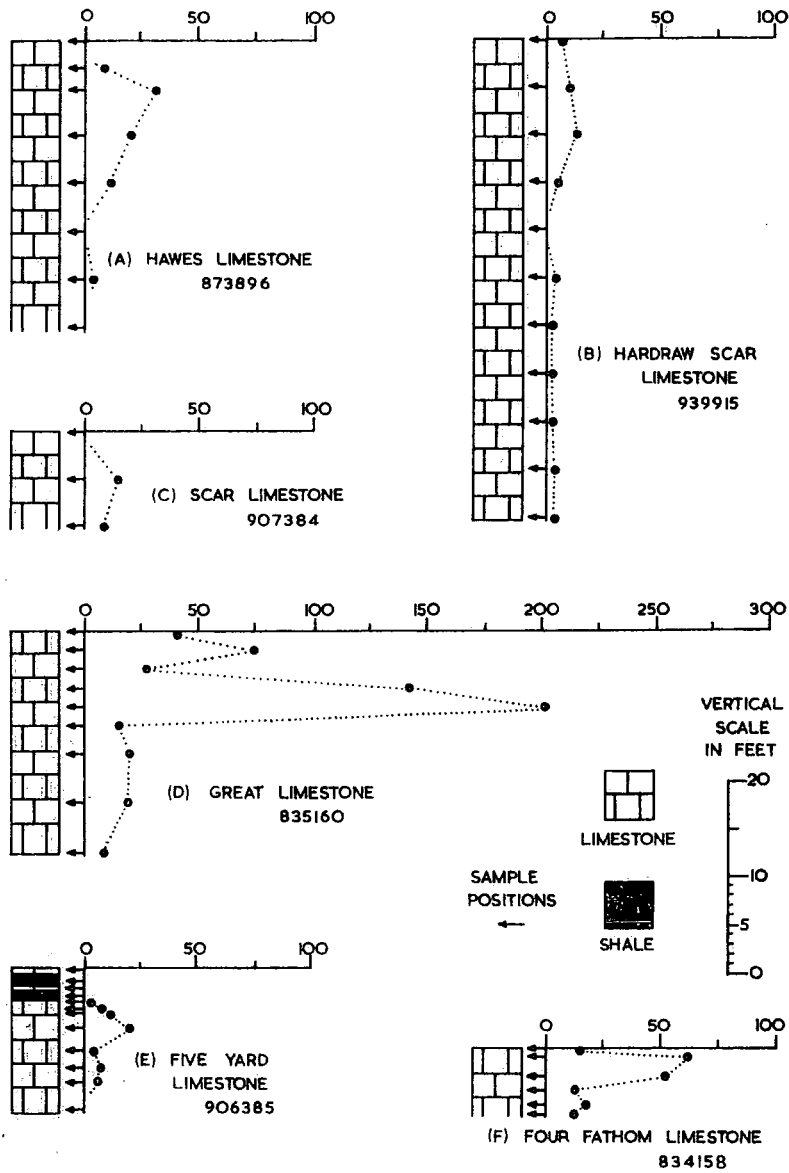 0 50 100
(A) HAWES LIMESTONE
873896
0 50 100
(B) HARDRAW SCAR
LIMESTONE
939915
0 50 100
(C) SCAR LIMESTONE
907384
0 50 100 150 200 250 300
(D) GREAT LIMESTONE
835160
VERTICAL
SCALE
IN FEET
20
10
5
0
LIMESTONE
SAMPLE
POSITIONS
SHALE
0 50 100
(E) FIVE YARD
LIMESTONE
906385
0 50 100
(F) FOUR FATHOM LIMESTONE
834158